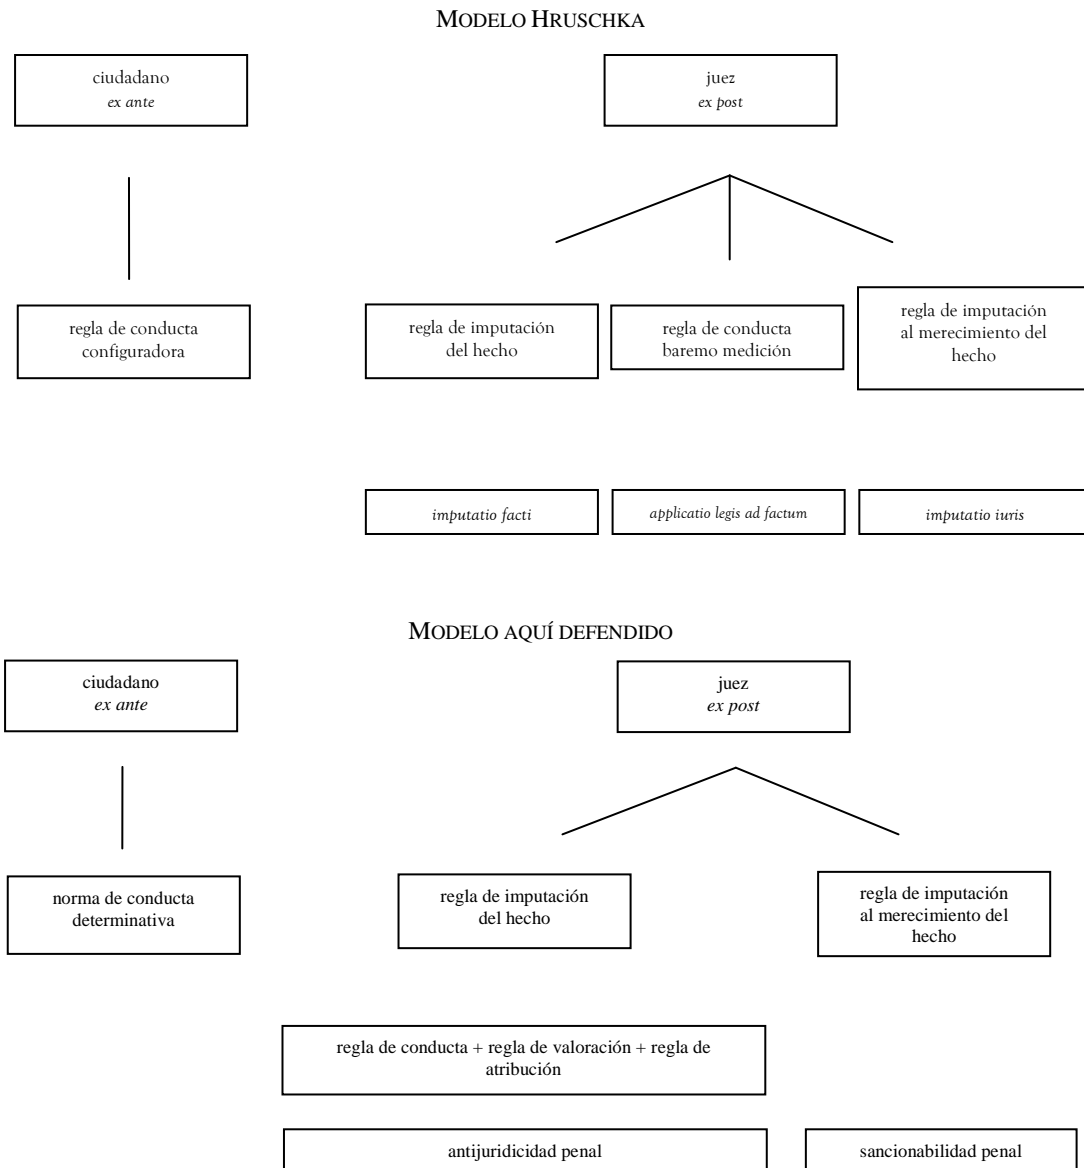 MODELO HRUSCHKA
ciudadano
ex ante
juez
ex post
regla de conducta
configuradora
regla de imputación
del hecho
regla de conducta
baremo medición
regla de imputación
al merecimiento del
hecho
imputatio facti
applicatio legis ad factum
imputatio iuris
MODELO AQUÍ DEFENDIDO
ciudadano
ex ante
juez
ex post
norma de conducta
determinativa
regla de imputación
del hecho
regla de imputación
al merecimiento del
hecho
regla de conducta + regla de valoración + regla de
atribución
antijuridicidad penal
sancionabilidad penal